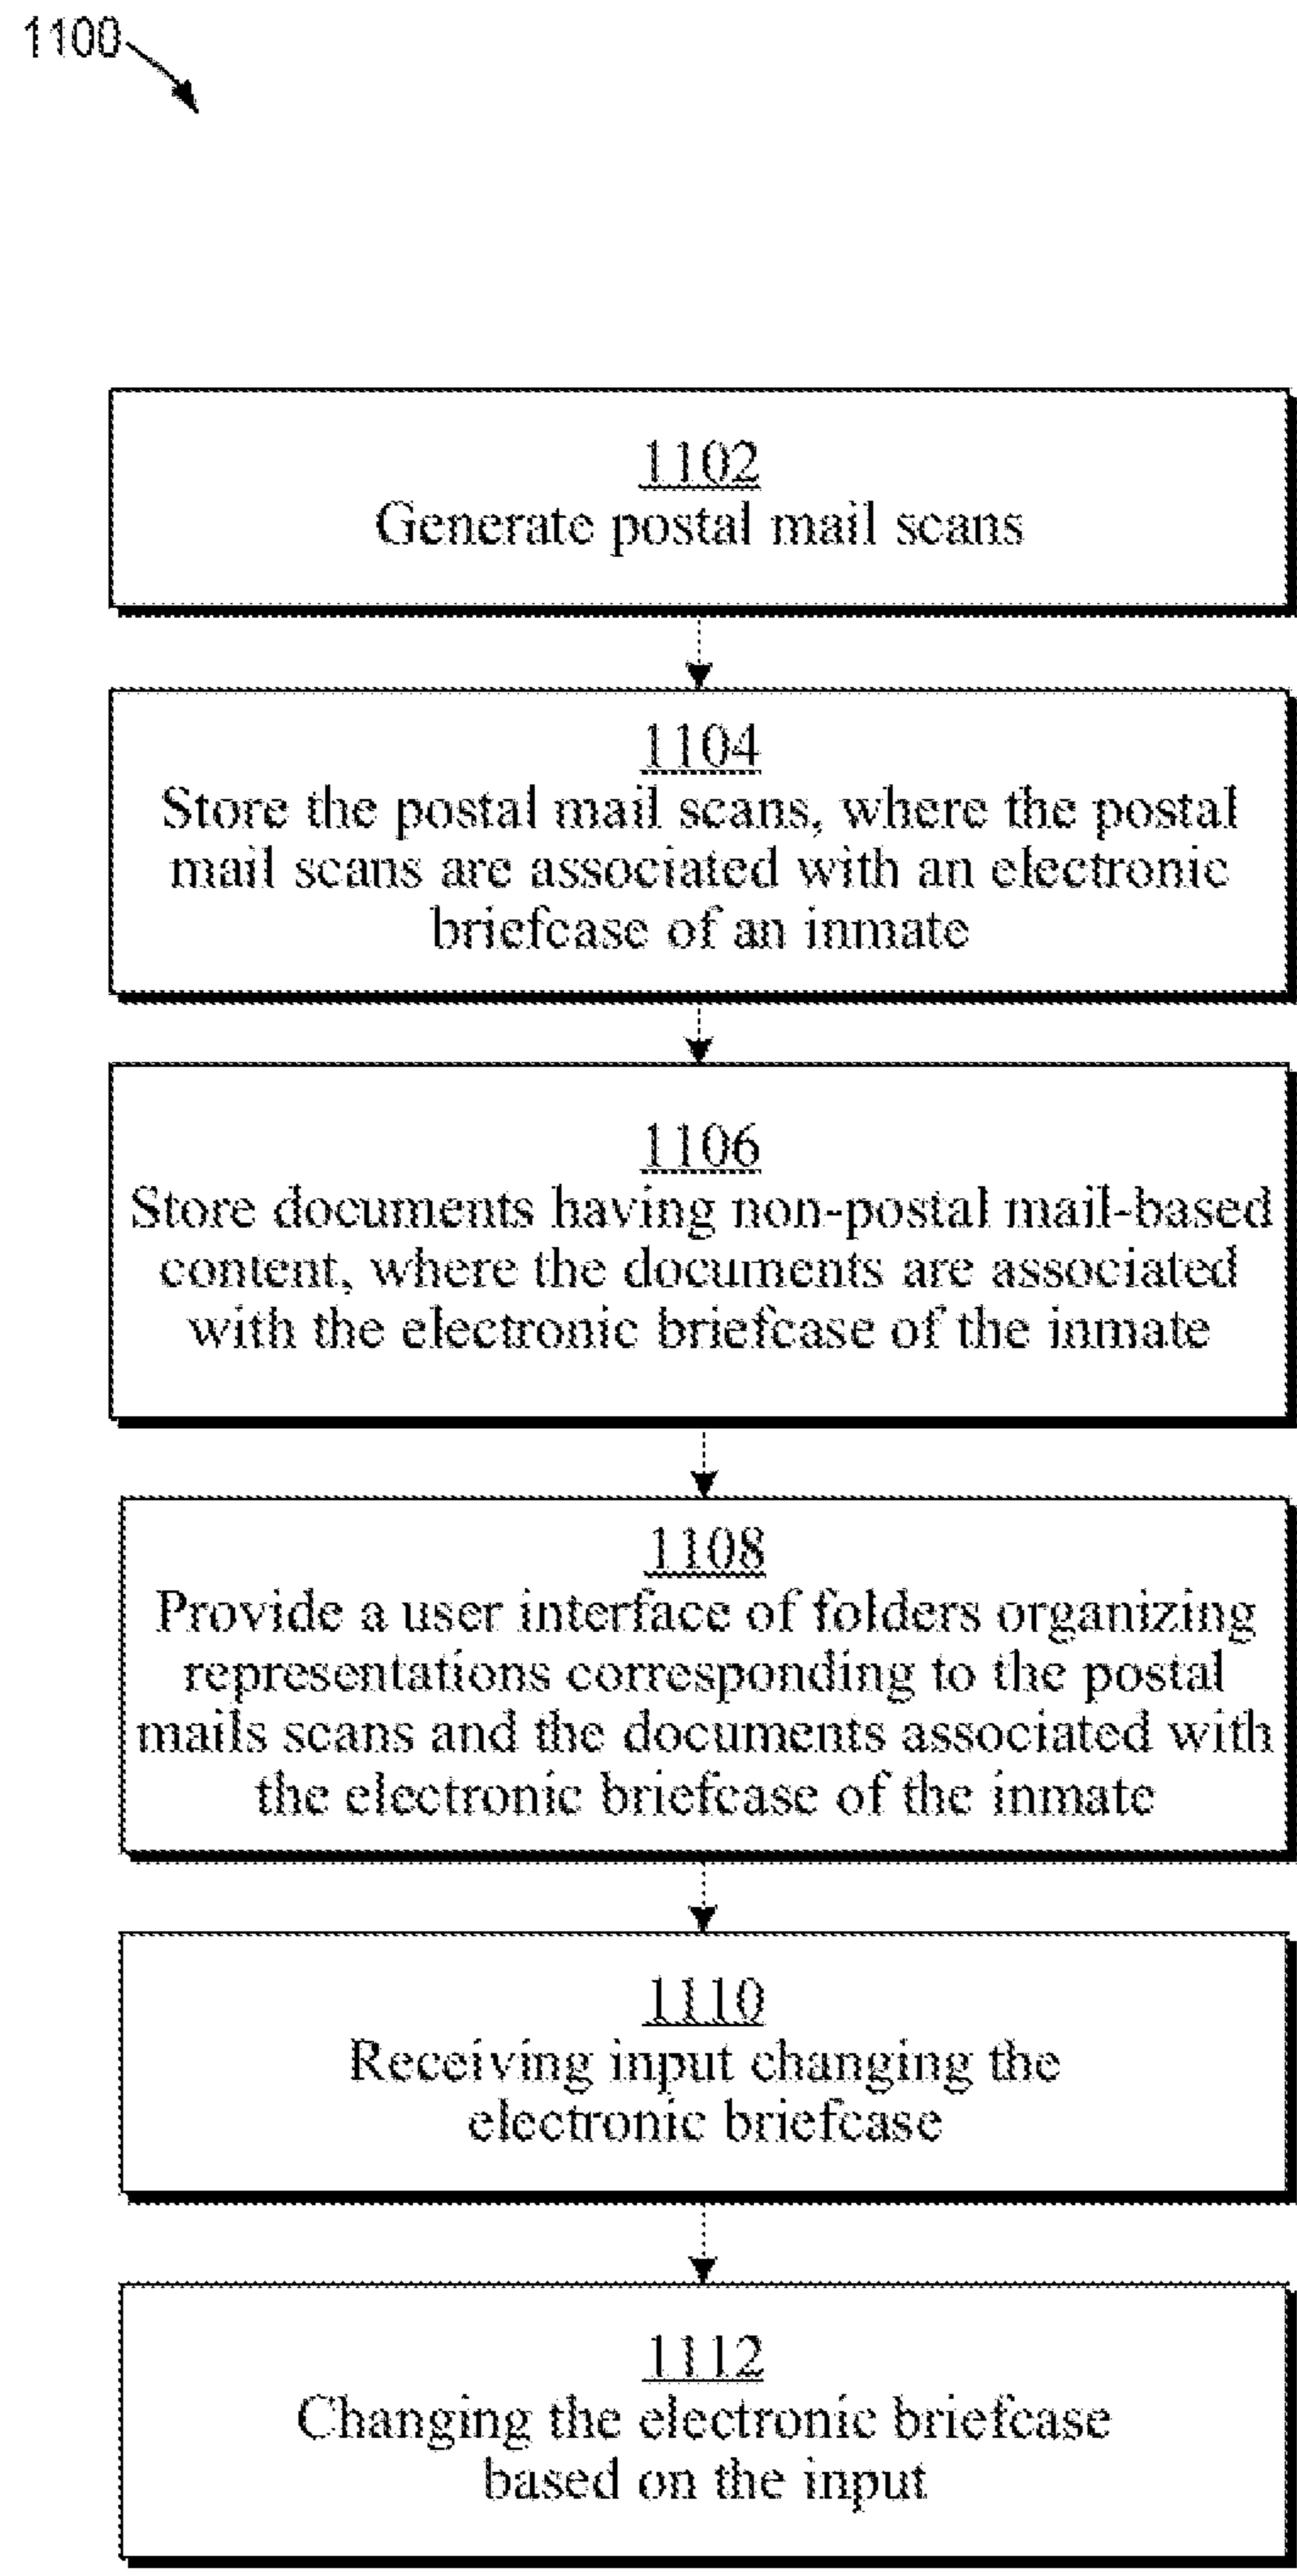 1100
1102
Generate postal mail scans
1104
Store the postal mail scans, where the postal
mail scans are associated with an electronic
briefcase of an inmate
1106
Store documents having non-postal mail-based
content, where the documents are associated
with the electronic briefcase of the inmate
1108
Provide a user interface of folders organizing
representations corresponding to the postal
mails scans and the documents associated with
the electronic briefcase of the inmate
1110
Receiving input changing the
electronic briefcase
1112
Changing the electronic briefcase
based on the input